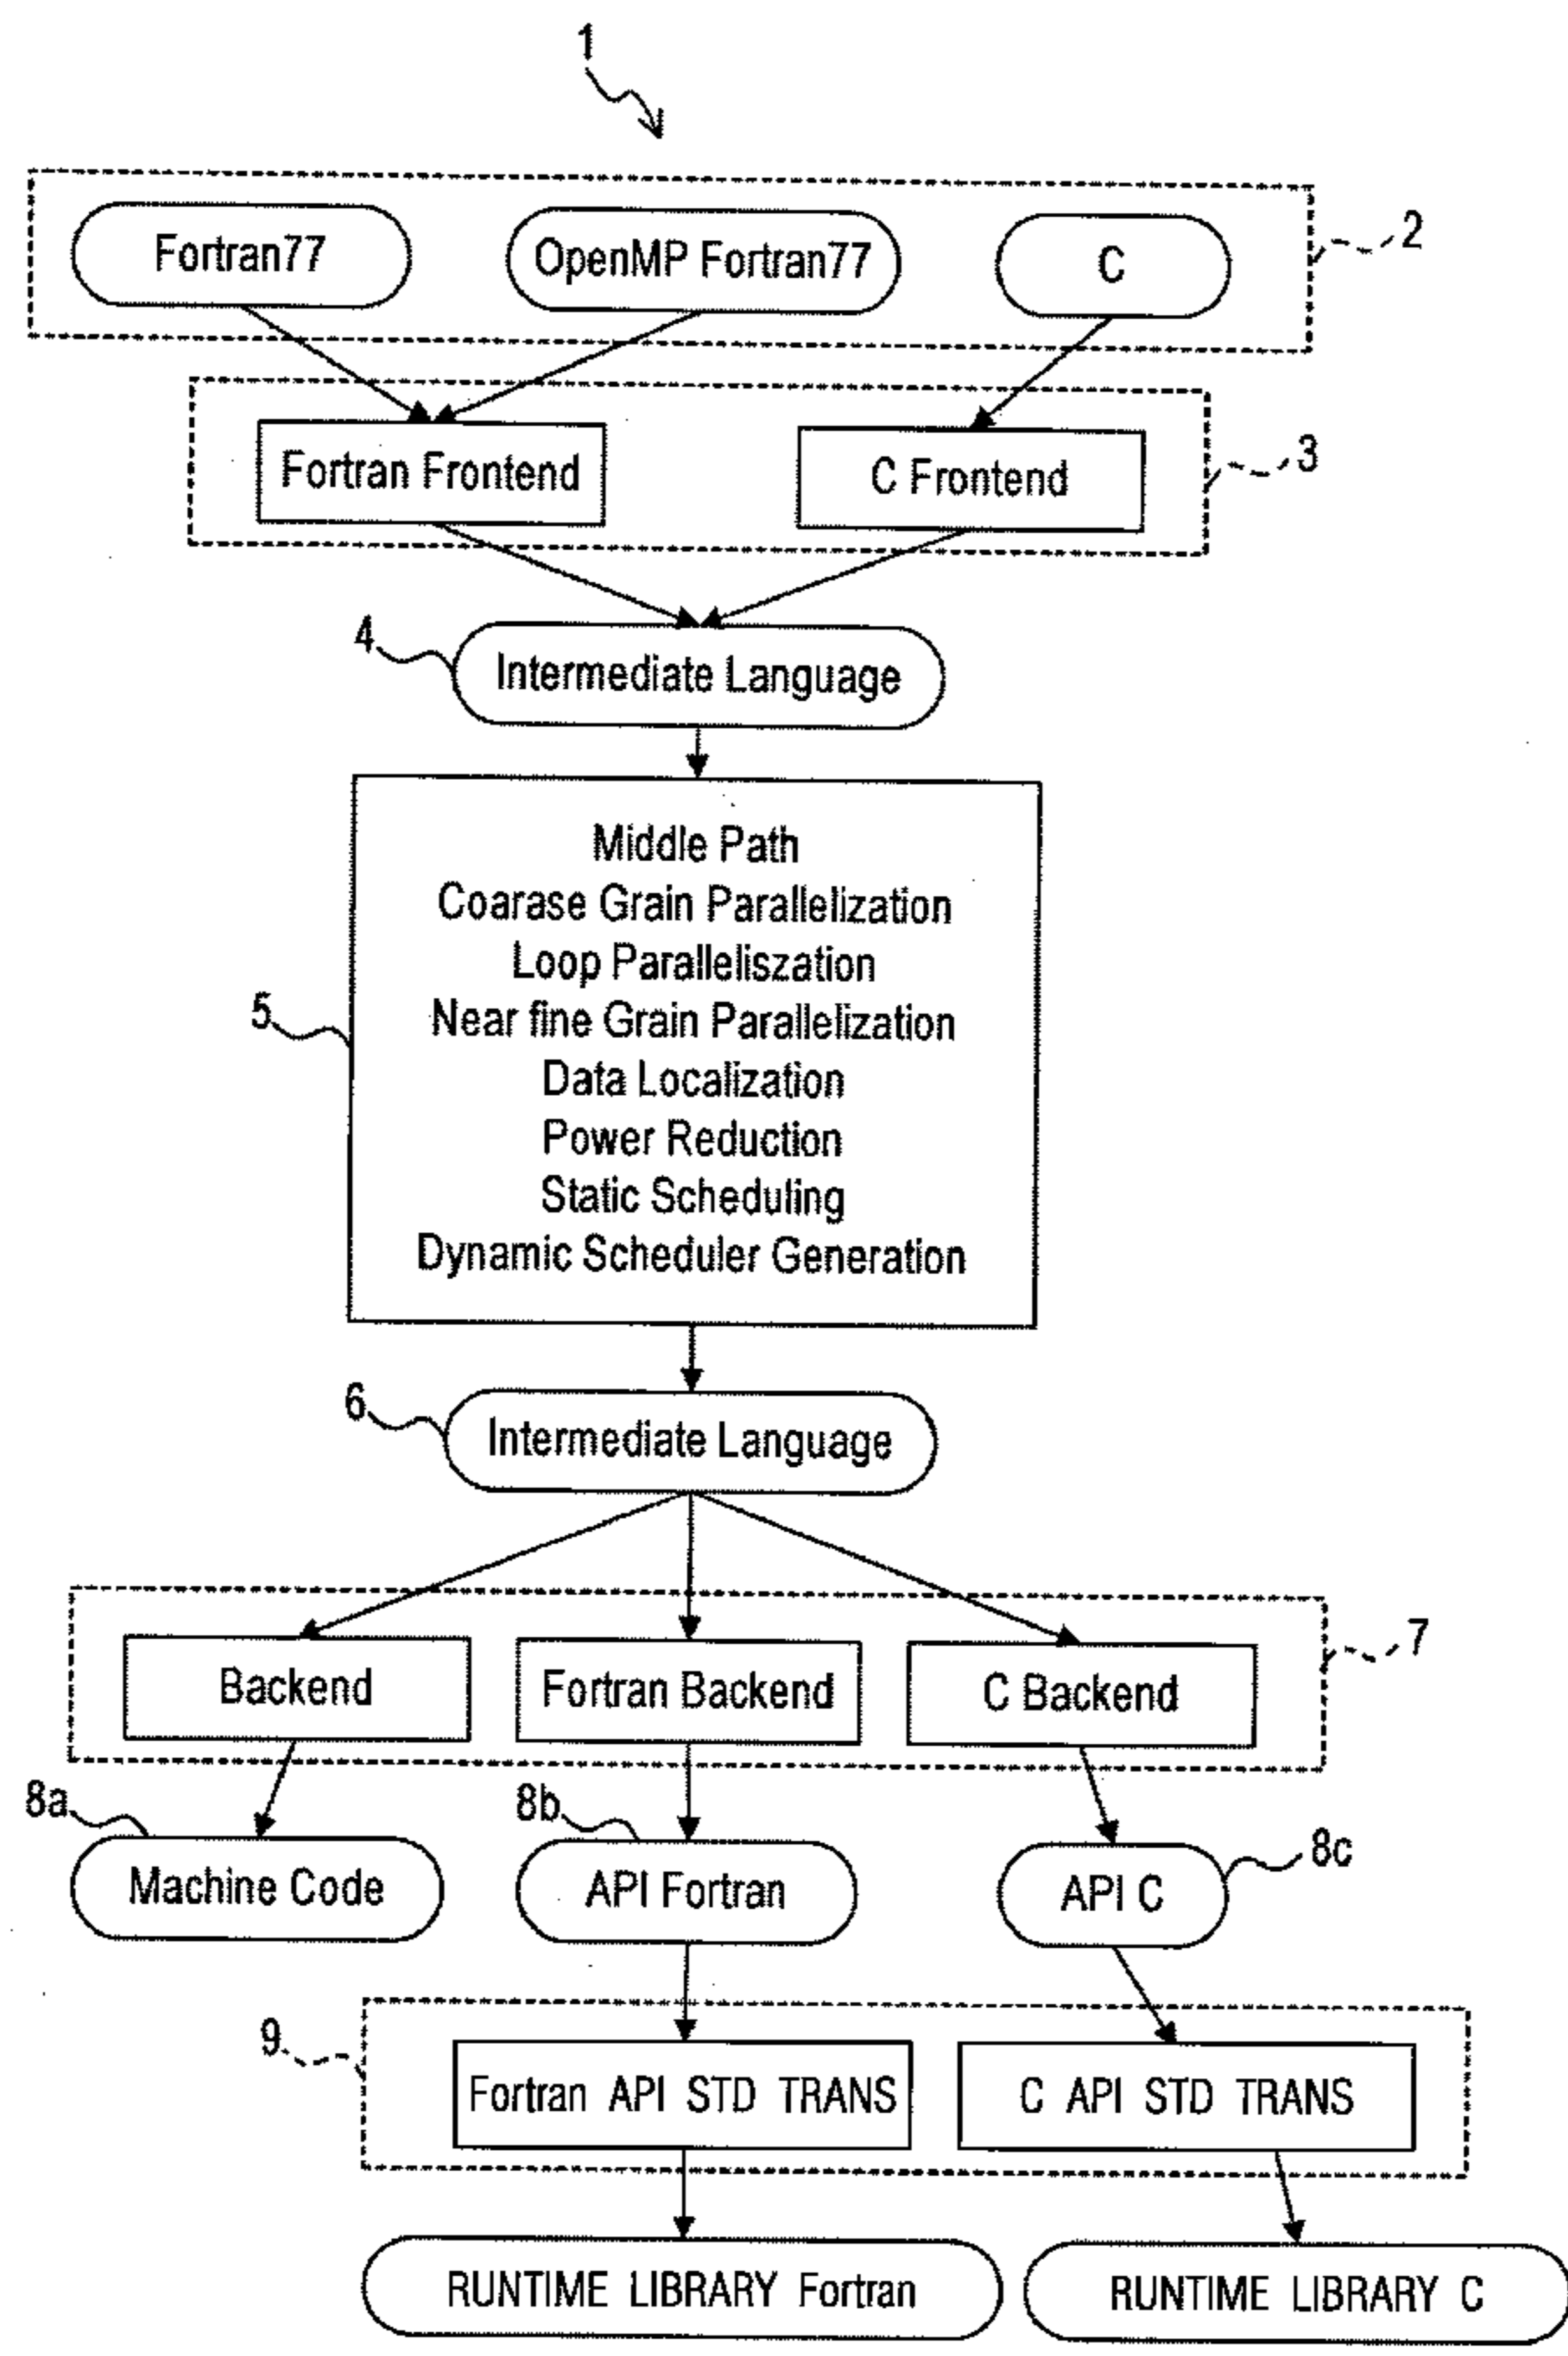 1
Fortran77
OpenMP Fortran77
C
2
Fortran Frontend
C Frontend
3
4
Intermediate Language
Middle Path
Coarase Grain Parallelization
Loop Paralleliszation
Near fine Grain Parallelization
Data Localization
Power Reduction
Static Scheduling
Dynamic Scheduler Generation
5
6
Intermediate Language
Backend
Fortran Backend
C Backend
7
8a
Machine Code
8b
API Fortran
8c
API C
9
Fortran API STD TRANS
C API STD TRANS
RUNTIME LIBRARY Fortran
RUNTIME LIBRARY C